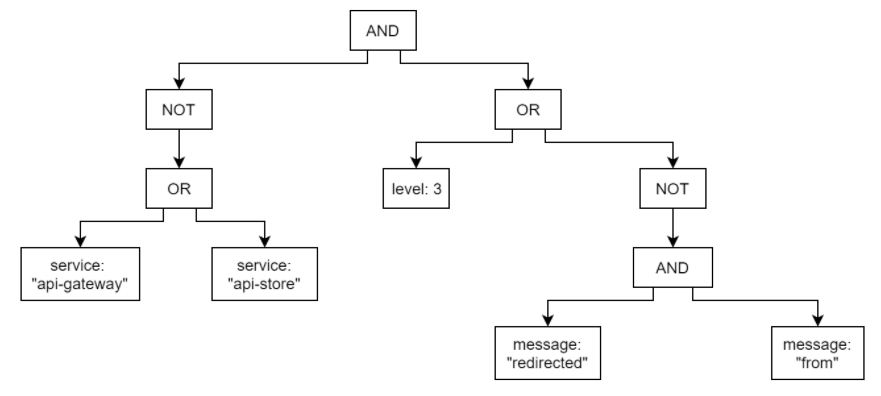 AND
NOT
OR
OR
level: 3
NOT
service:
"api-gateway"
service:
"api-store"
AND
message:
"redirected"
message:
"from"